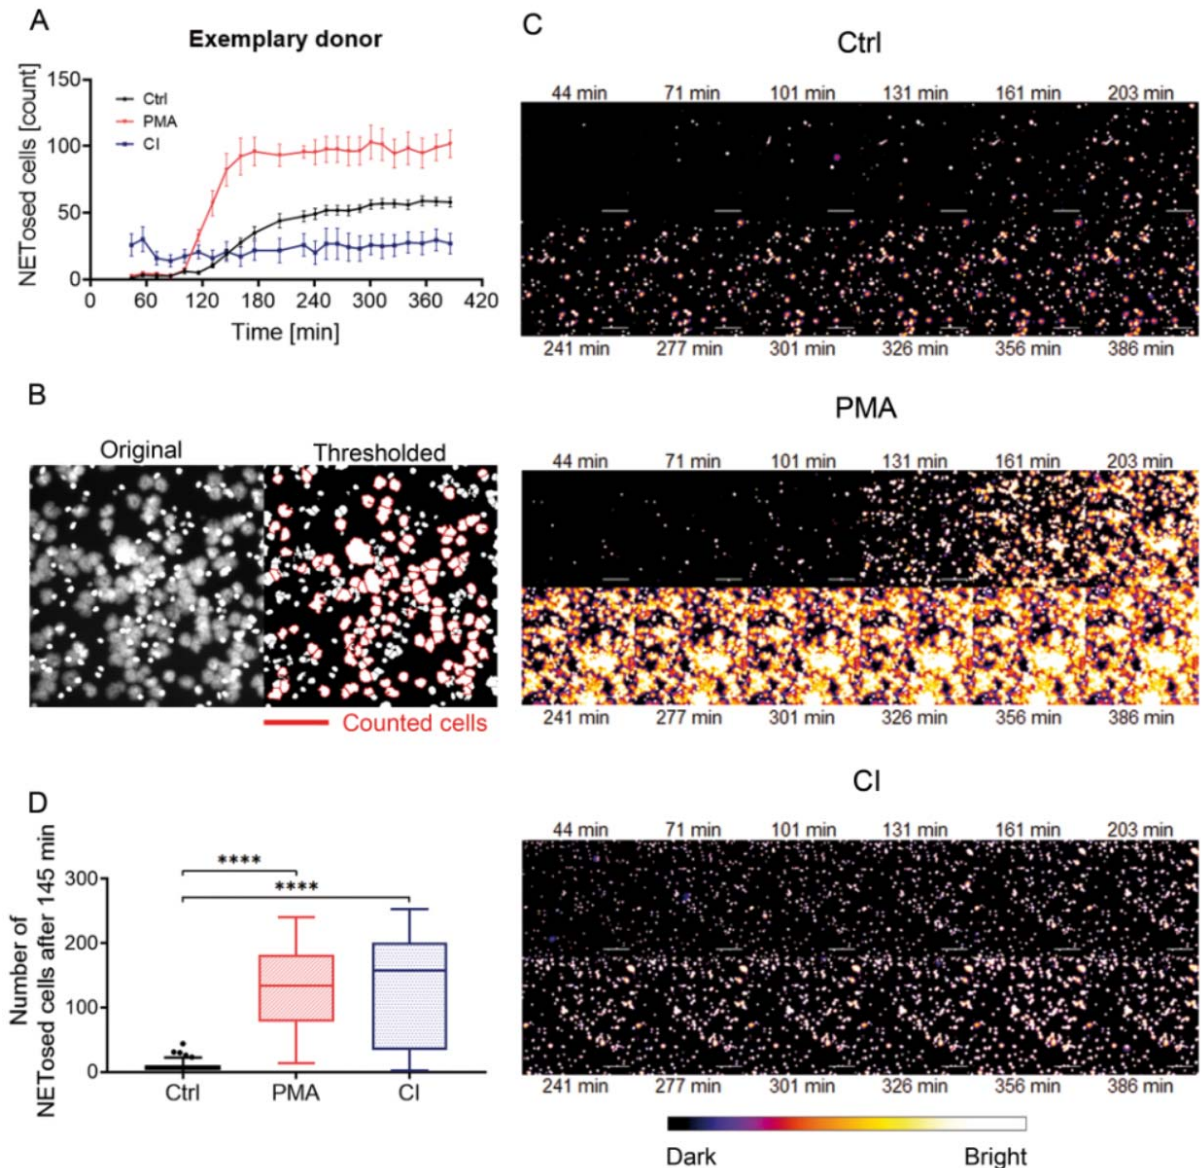 A
Exemplary donor
NETosed cells [count]
150
100
50
0
Ctrl
PMA
CI
0 60 120 180 240 300 360 420
Time [min]
B
Original Thresholded
Counted cells
C
Ctrl
44 min 71 min 101 min 131 min 161 min 203 min
241 min 277 min 301 min 326 min 356 min 386 min
PMA
44 min 71 min 101 min 131 min 161 min 203 min
241 min 277 min 301 min 326 min 356 min 386 min
CI
44 min 71 min 101 min 131 min 161 min 203 min
241 min 277 min 301 min 326 min 356 min 386 min
Dark Bright
D
Number of
NETosed cells after 145 min
300
200
100
0
****
****
Ctrl PMA CI